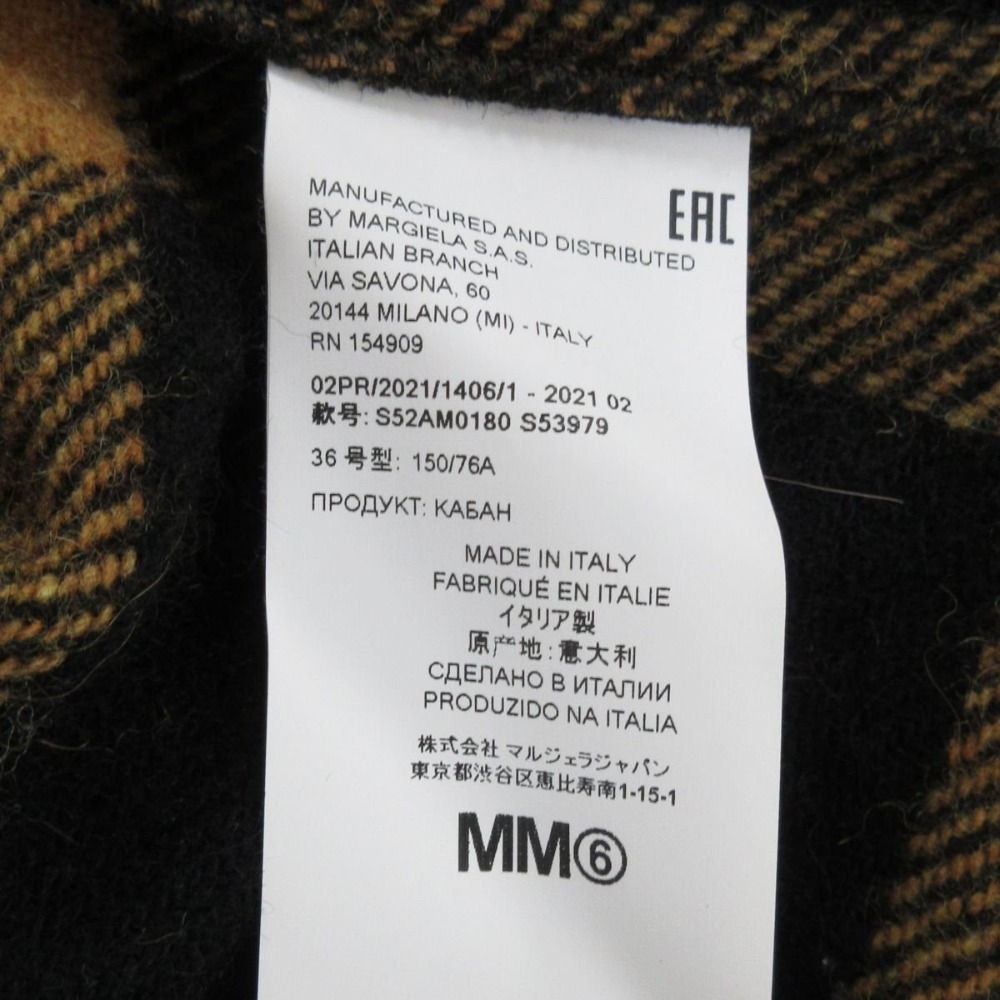 EAC
MANUFACTURED AND DISTRIBUTED
BY MARGIELA S.A.S.
ITALIAN BRANCH
VIA SAVONA, 60
20144 MILANO (MI) - ITALY
RN 154909
02PR/2021/1406/1 - 2021 02
款号: S52AM0180 S53979
36 号型: 150/76A
ПРОДУКТ: КАБАН
MADE IN ITALY
FABRIQUÉ EN ITALIE
イタリア製
原产地: 意大利
СДЕЛАНО В ИТАЛИИ
PRODUZIDO NA ITALIA
株式会社 マルジェラジャパン
東京都渋谷区恵比寿南1-15-1
MM⑥